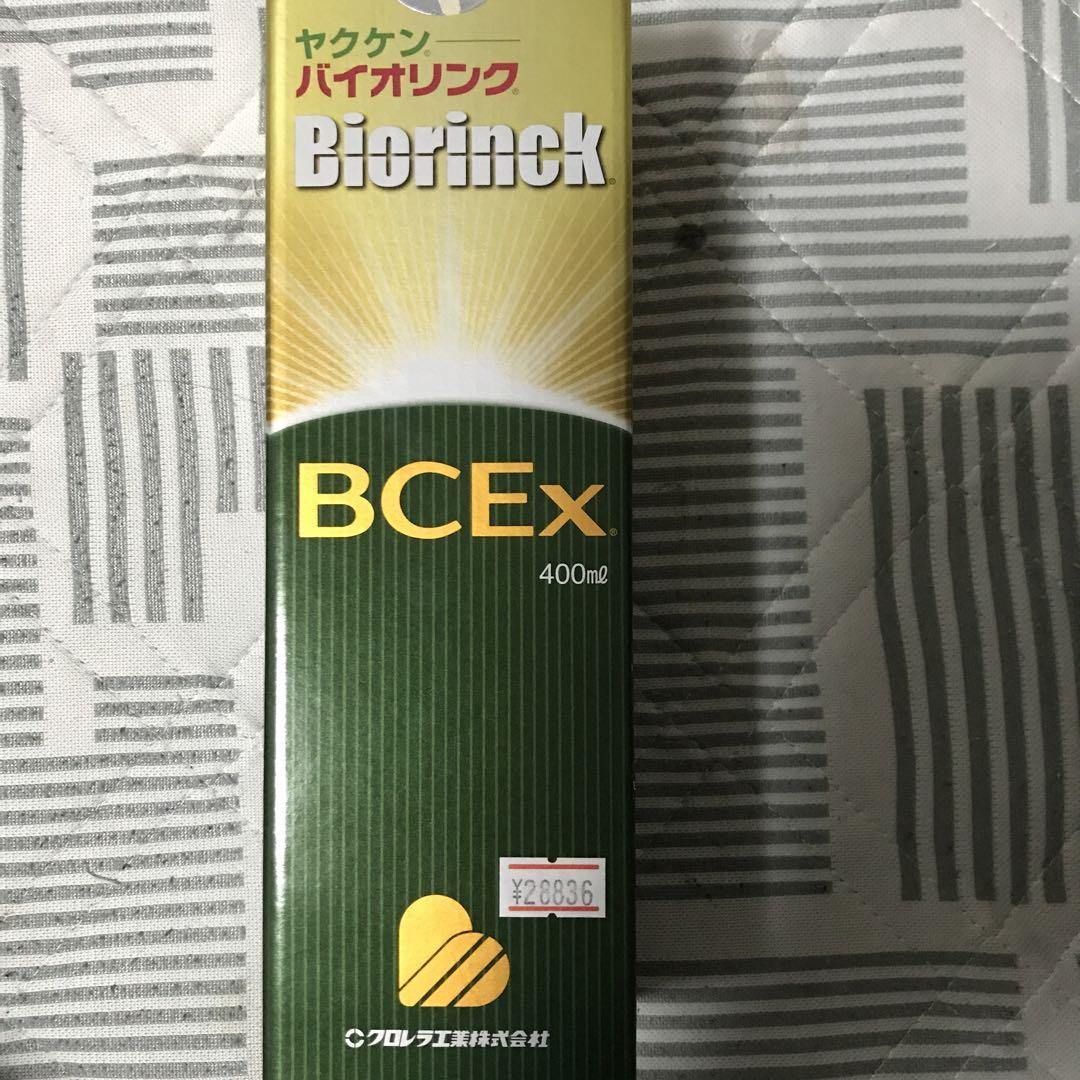 ヤクケン®
バイオリンク®
Biorinck®
BCEx®
400㎖
¥28836
クロレラ工業株式会社